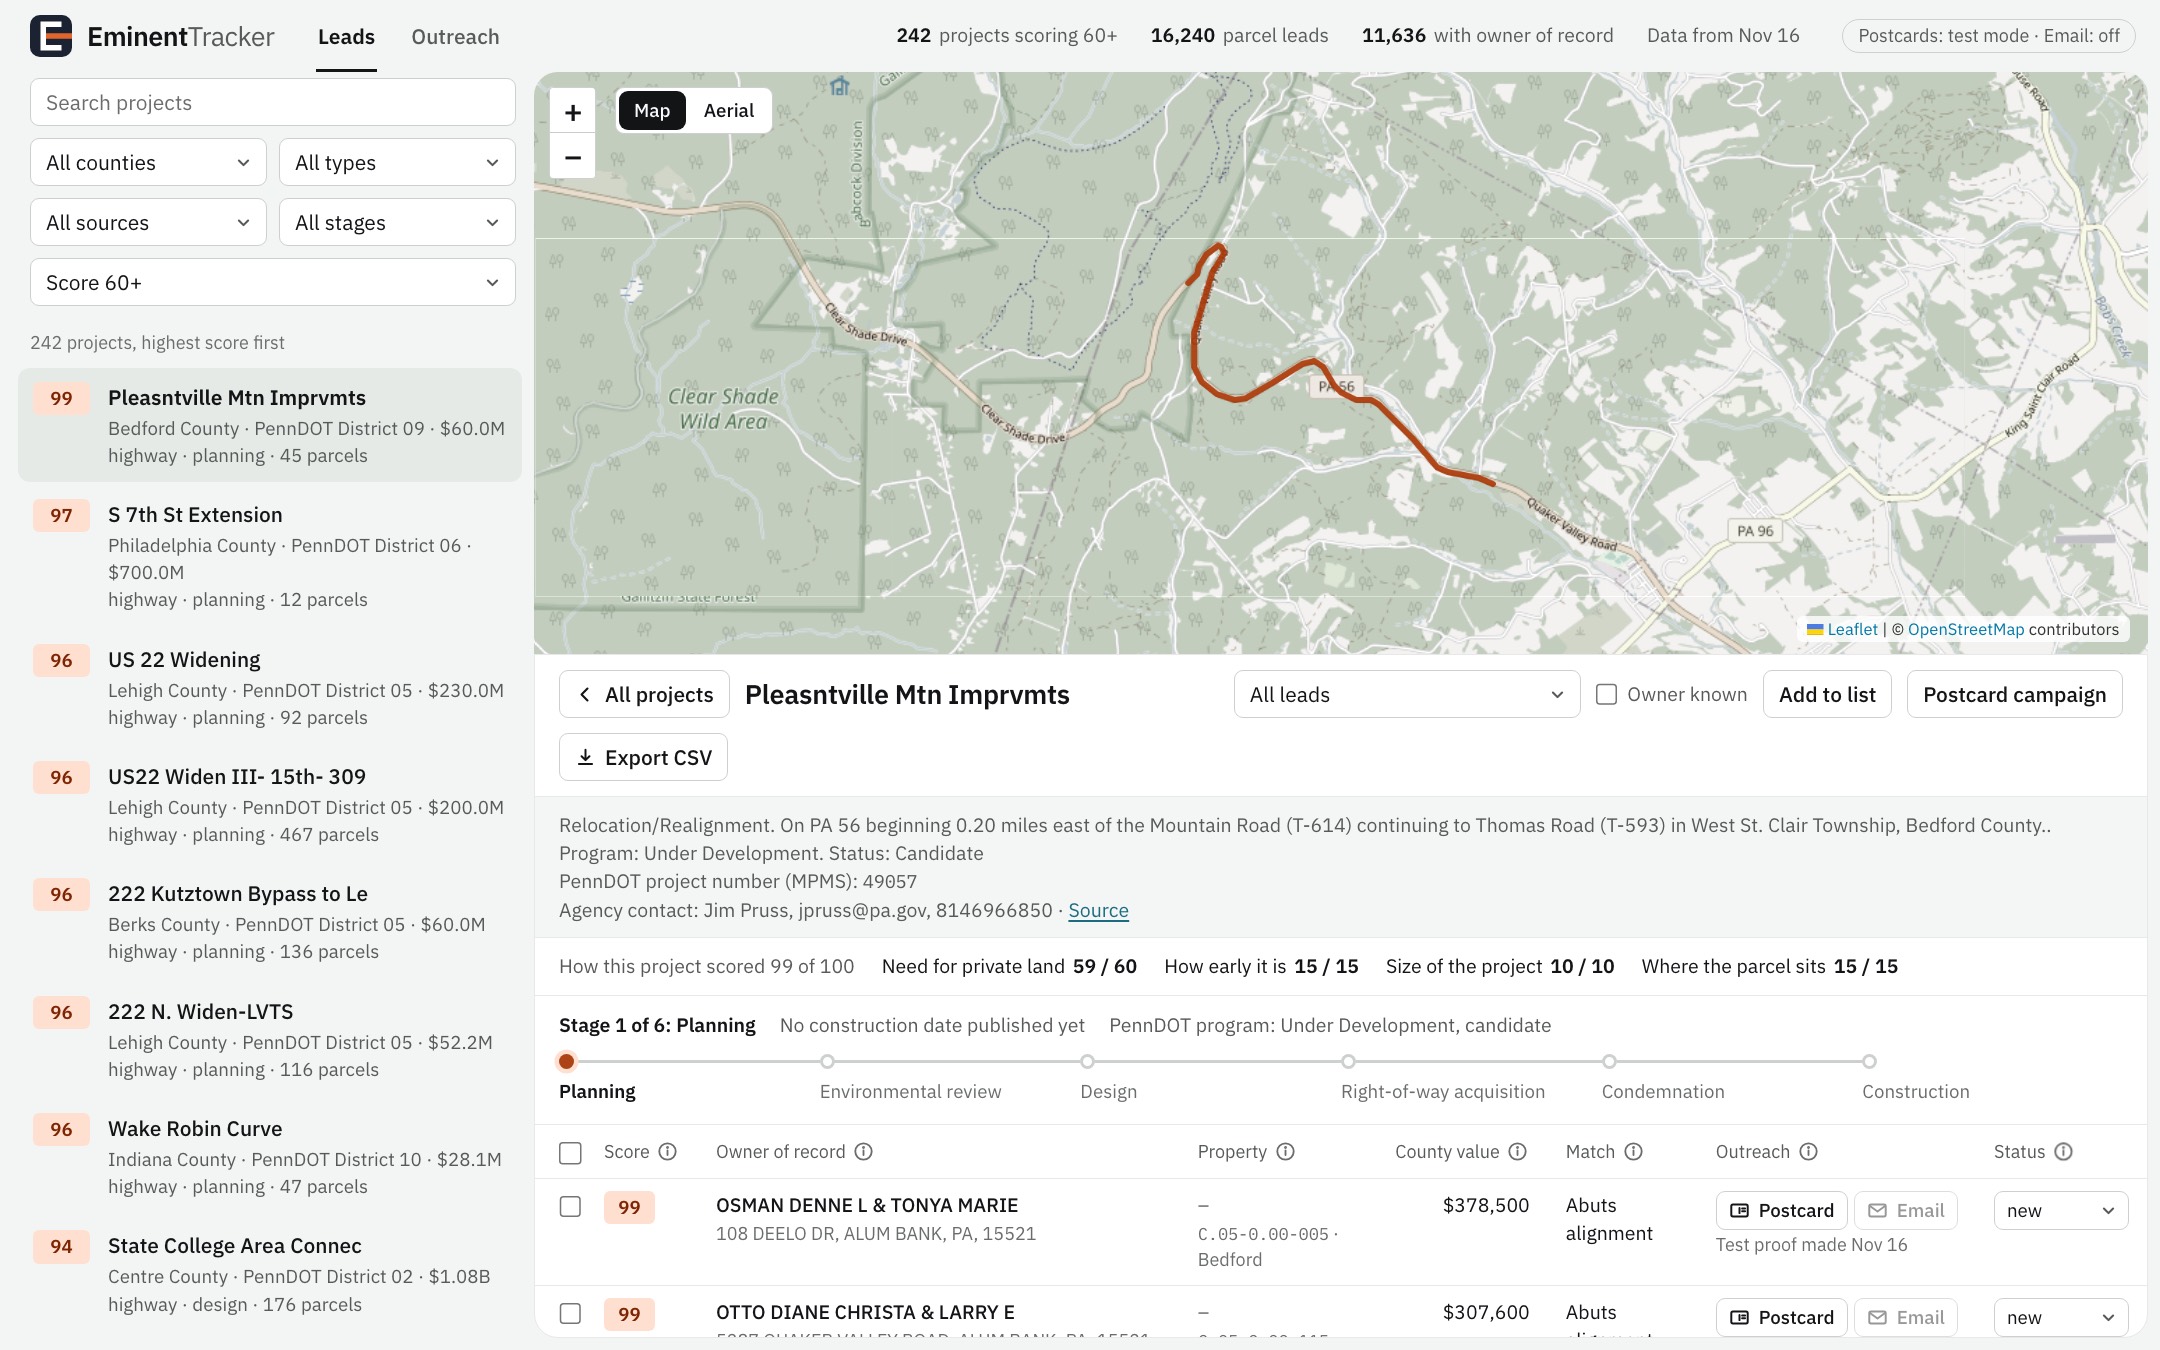 EminentTracker
Leads
Outreach
242 projects scoring 60+
16,240 parcel leads
11,636 with owner of record
Data from Nov 16
Postcards: test mode · Email: off
Search projects
All counties
All types
All sources
All stages
Score 60+
242 projects, highest score first
99
Pleasntville Mtn Imprvmts
Bedford County · PennDOT District 09 · $60.0M
highway · planning · 45 parcels
97
S 7th St Extension
Philadelphia County · PennDOT District 06 ·
$700.0M
highway · planning · 12 parcels
96
US 22 Widening
Lehigh County · PennDOT District 05 · $230.0M
highway · planning · 92 parcels
96
US22 Widen III- 15th- 309
Lehigh County · PennDOT District 05 · $200.0M
highway · planning · 467 parcels
96
222 Kutztown Bypass to Le
Berks County · PennDOT District 05 · $60.0M
highway · planning · 136 parcels
96
222 N. Widen-LVTS
Lehigh County · PennDOT District 05 · $52.2M
highway · planning · 116 parcels
96
Wake Robin Curve
Indiana County · PennDOT District 10 · $28.1M
highway · planning · 47 parcels
94
State College Area Connec
Centre County · PennDOT District 02 · $1.08B
highway · design · 176 parcels
+
−
Map
Aerial
Clear Shade Drive
Clear Shade
Wild Area
Clear Shade Drive
PA 56
Quaker Valley Road
PA 96
King Saint Clair Road
Bobs Creek
Leaflet | © OpenStreetMap contributors
All projects
Pleasntville Mtn Imprvmts
All leads
Owner known
Add to list
Postcard campaign
Export CSV
Relocation/Realignment. On PA 56 beginning 0.20 miles east of the Mountain Road (T-614) continuing to Thomas Road (T-593) in West St. Clair Township, Bedford County..
Program: Under Development. Status: Candidate
PennDOT project number (MPMS): 49057
Agency contact: Jim Pruss, jpruss@pa.gov, 8146966850 · Source
How this project scored 99 of 100
Need for private land 59 / 60
How early it is 15 / 15
Size of the project 10 / 10
Where the parcel sits 15 / 15
Stage 1 of 6: Planning
No construction date published yet
PennDOT program: Under Development, candidate
Planning
Environmental review
Design
Right-of-way acquisition
Condemnation
Construction
Score
Owner of record
Property
County value
Match
Outreach
Status
99
OSMAN DENNE L & TONYA MARIE
108 DEELO DR, ALUM BANK, PA, 15521
–
C.05-0.00-005 ·
Bedford
$378,500
Abuts
alignment
Postcard
Email
Test proof made Nov 16
new
99
OTTO DIANE CHRISTA & LARRY E
–
$307,600
Abuts
Postcard
Email
new